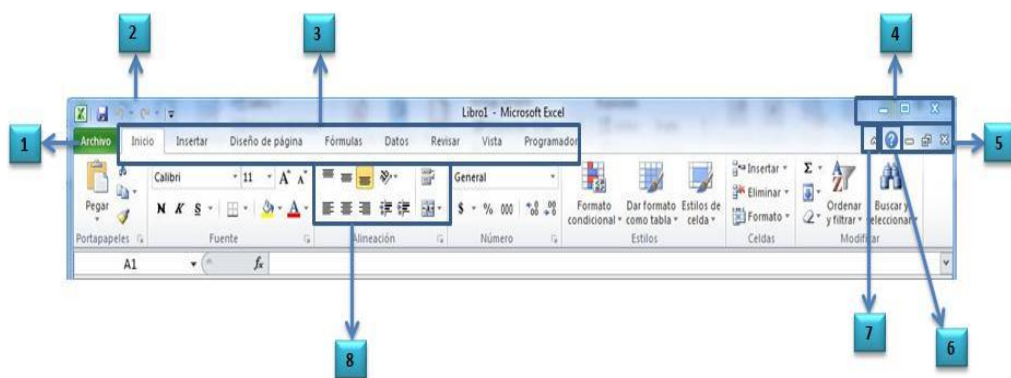 2
3
4
Libro1 - Microsoft Excel
1
Archivo Inicio Insertar Diseño de página Fórmulas Datos Revisar Vista Programador
5
Calibri 11 A A General Insertar Σ
Pegar N K S A $ % 000 Formato condicional Dar formato como tabla Estilos de celda Eliminar Formato Ordenar y filtrar Buscar y seleccionar
Portapapeles Fuente Alineación Número Estilos Celdas Modificar
A1 fx
7
6
8